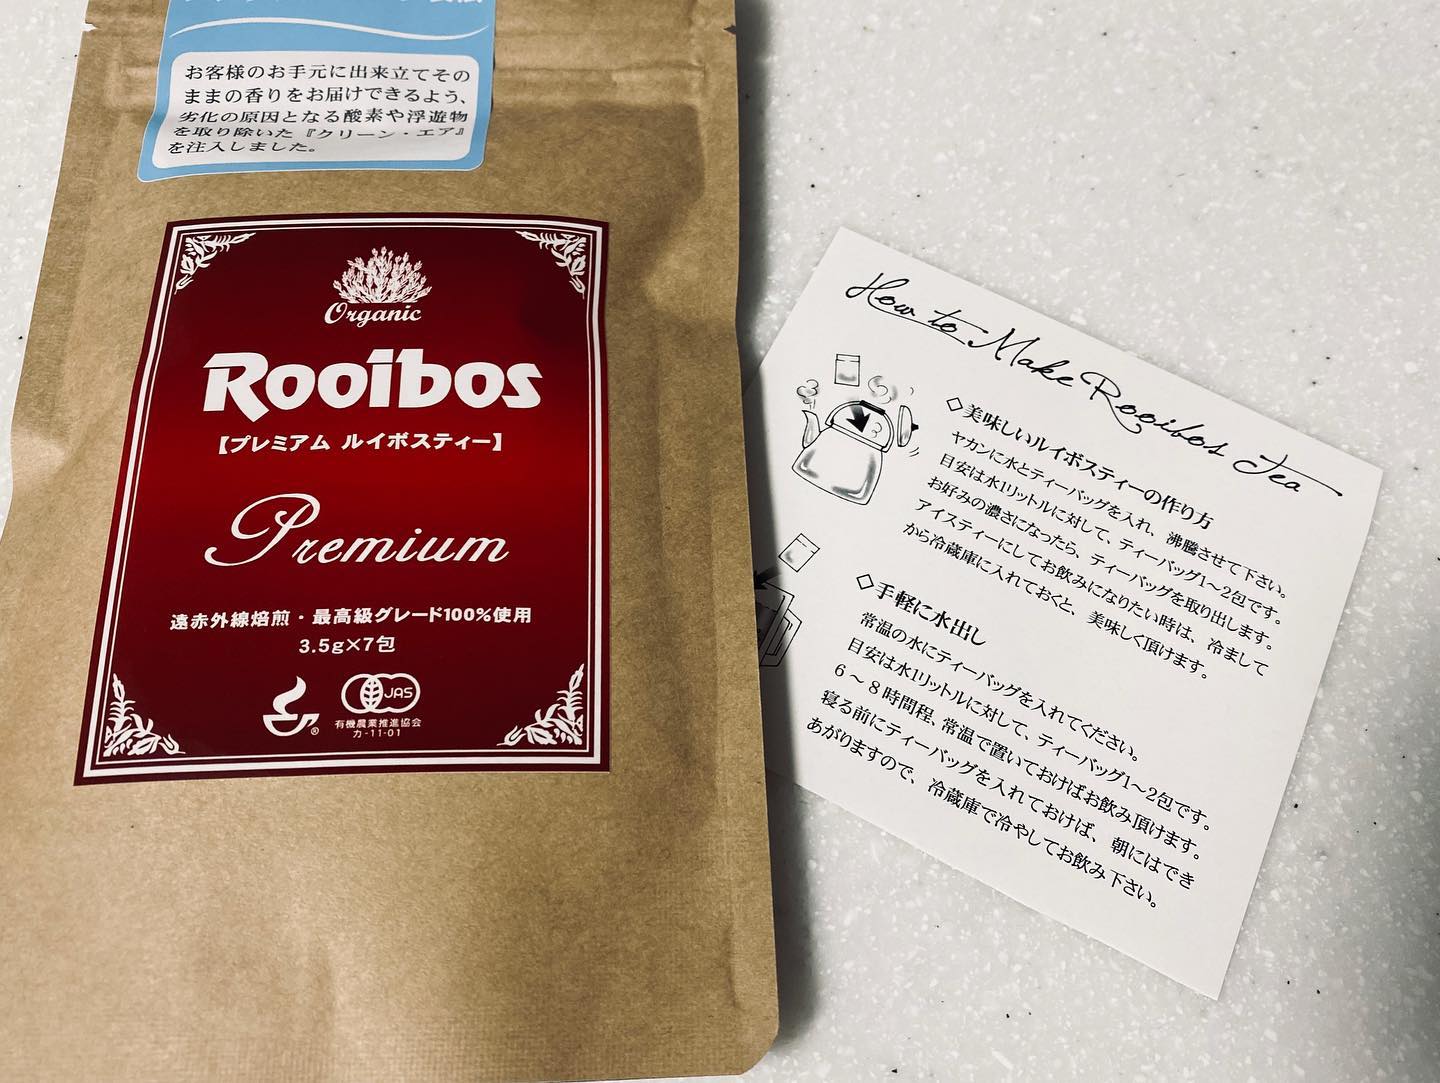 お客様のお手元に出来立てその
ままの香りをお届けできるよう、
劣化の原因となる酸素や浮遊物
を取り除いた『クリーン・エア』
を注入しました。
Organic
Rooibos
【プレミアム ルイボスティー】
Premium
遠赤外線焙煎・最高級グレード100%使用
3.5g×7包
JAS
有機農業推進協会
カ-11-01
How to Make Rooibos Tea
◇美味しいルイボスティーの作り方
ヤカンに水とティーバッグを入れ、沸騰させて下さい。
目安は水1リットルに対して、ティーバッグ1～2包です。
お好みの濃さになったら、ティーバッグを取り出します。
アイスティーにしてお飲みになりたい時は、冷まして
から冷蔵庫に入れておくと、美味しく頂けます。
◇手軽に水出し
常温の水にティーバッグを入れてください。
目安は水1リットルに対して、ティーバッグ1～2包です。
6～8時間程、常温で置いておけばお飲み頂けます。
寝る前にティーバッグを入れておけば、朝にはでき
あがりますので、冷蔵庫で冷やしてお飲み下さい。